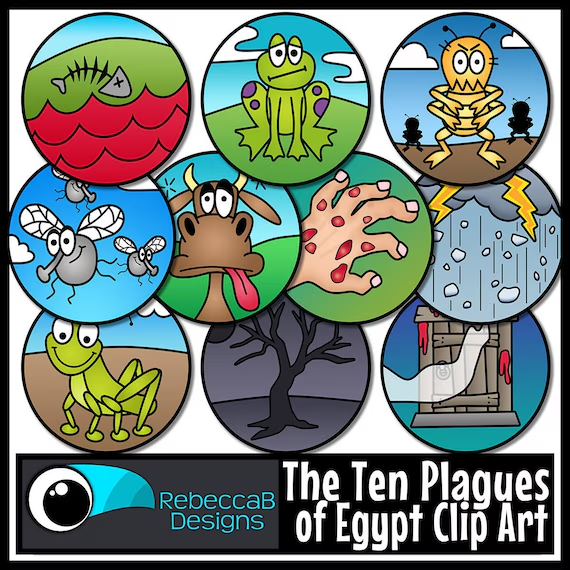 RebeccaB
Designs
The Ten Plagues
of Egypt Clip Art